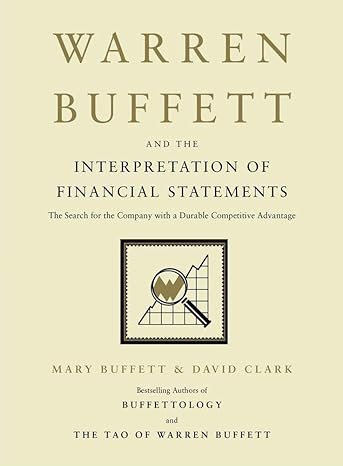 WARREN
BUFFETT
AND THE
INTERPRETATION OF
FINANCIAL STATEMENTS
The Search for the Company with a Durable Competitive Advantage
W
MARY BUFFETT & DAVID CLARK
Bestselling Authors of
BUFFETTOLOGY
and
THE TAO OF WARREN BUFFETT